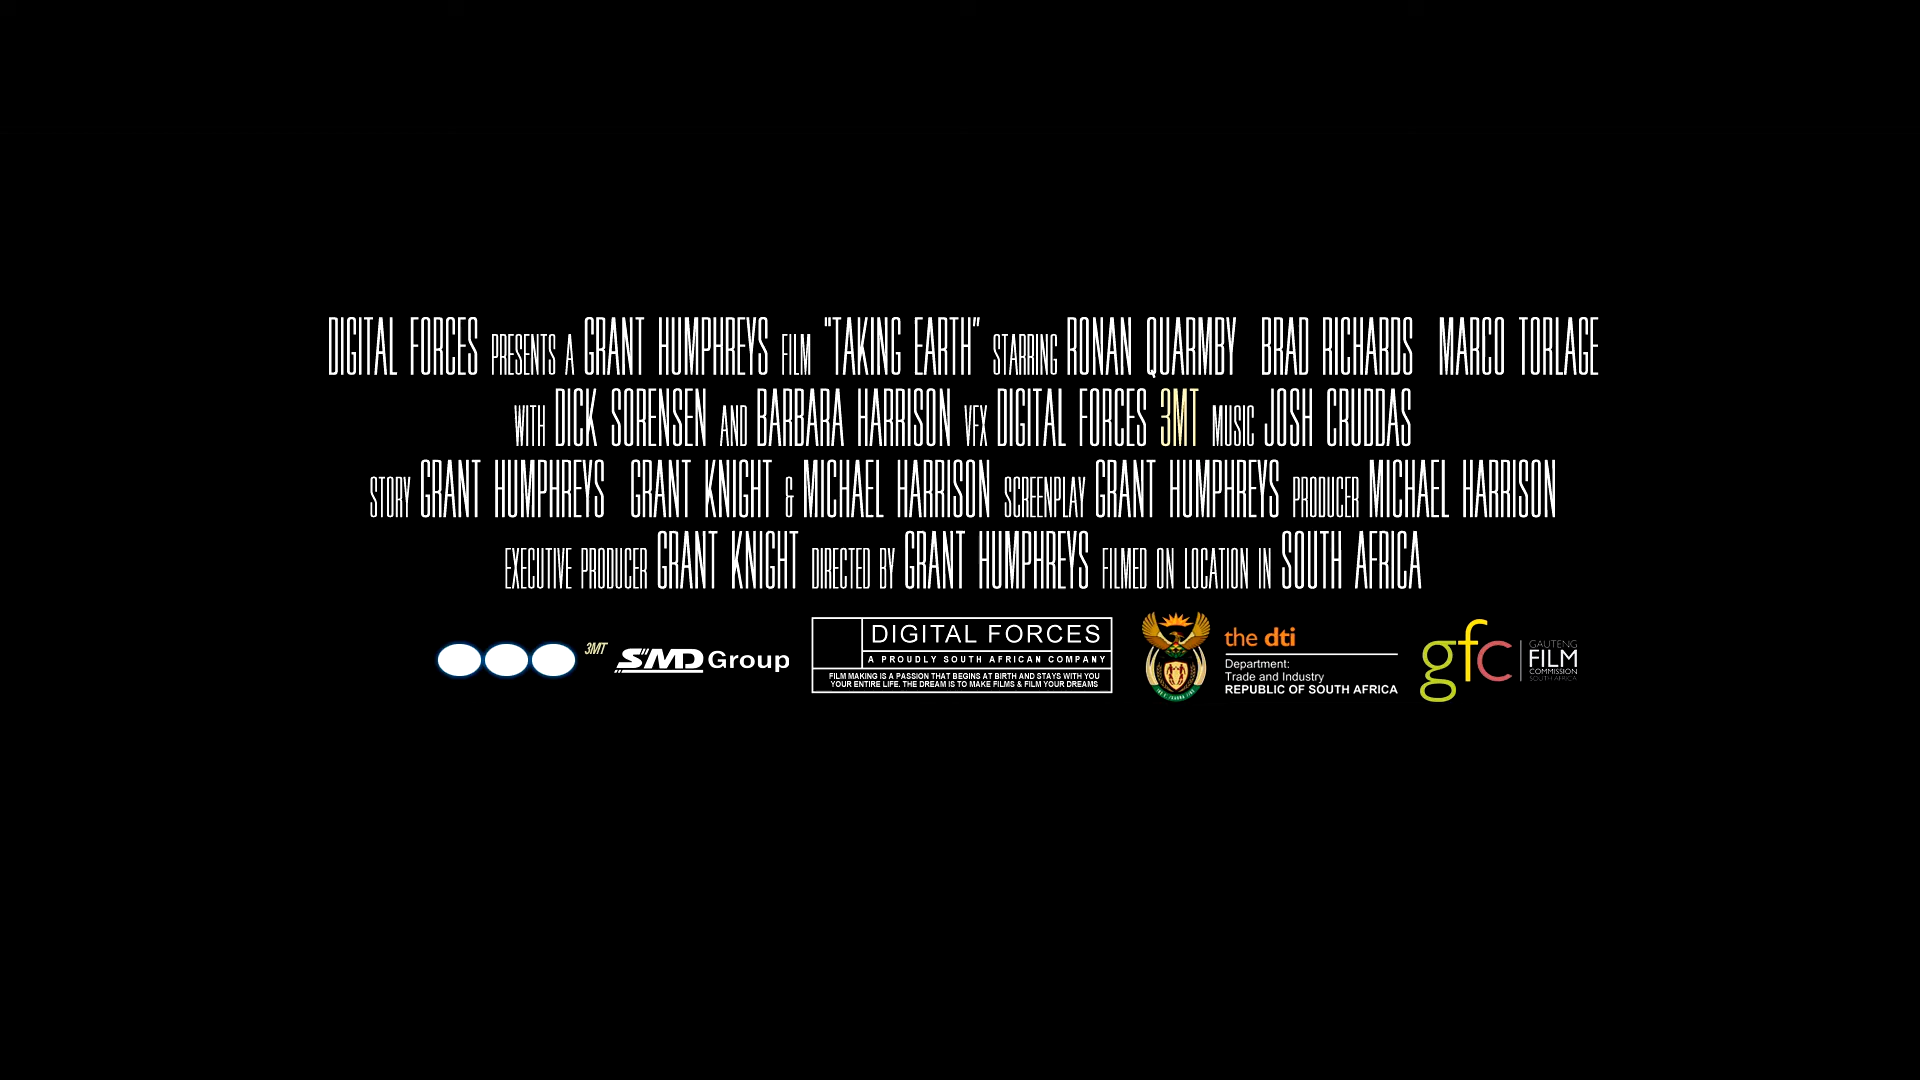 DIGITAL FORCES PRESENTS A GRANT HUMPHREYS FILM "TAKING EARTH" STARRING RONAN QUARMBY BRAD RICHARDS MARCO TORLAGE
WITH DICK SORENSEN AND BARBARA HARRISON VFX DIGITAL FORCES 3MT MUSIC JOSH CRUDDAS
STORY GRANT HUMPHREYS GRANT KNIGHT & MICHAEL HARRISON SCREENPLAY GRANT HUMPHREYS PRODUCER MICHAEL HARRISON
EXECUTIVE PRODUCER GRANT KNIGHT DIRECTED BY GRANT HUMPHREYS FILMED ON LOCATION IN SOUTH AFRICA
3MT
SMD Group
DIGITAL FORCES
A PROUDLY SOUTH AFRICAN COMPANY
FILM MAKING IS A PASSION THAT BEGINS AT BIRTH AND STAYS WITH YOU
YOUR ENTIRE LIFE. THE DREAM IS TO MAKE FILMS & FILM YOUR DREAMS
the dti
Department:
Trade and Industry
REPUBLIC OF SOUTH AFRICA
gfc
GAUTENG
FILM
COMMISSION
SOUTH AFRICA